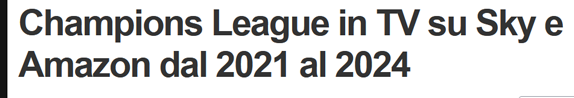 Champions League in TV su Sky e
Amazon dal 2021 al 2024